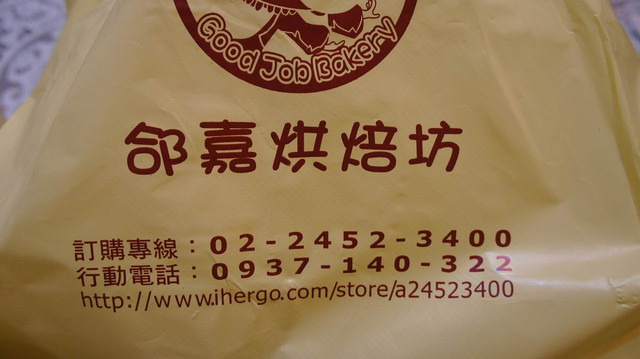 Good Job Bakery
郃嘉烘焙坊
訂購專線：02-2452-3400
行動電話：0937-140-322
http://www.ihergo.com/store/a24523400